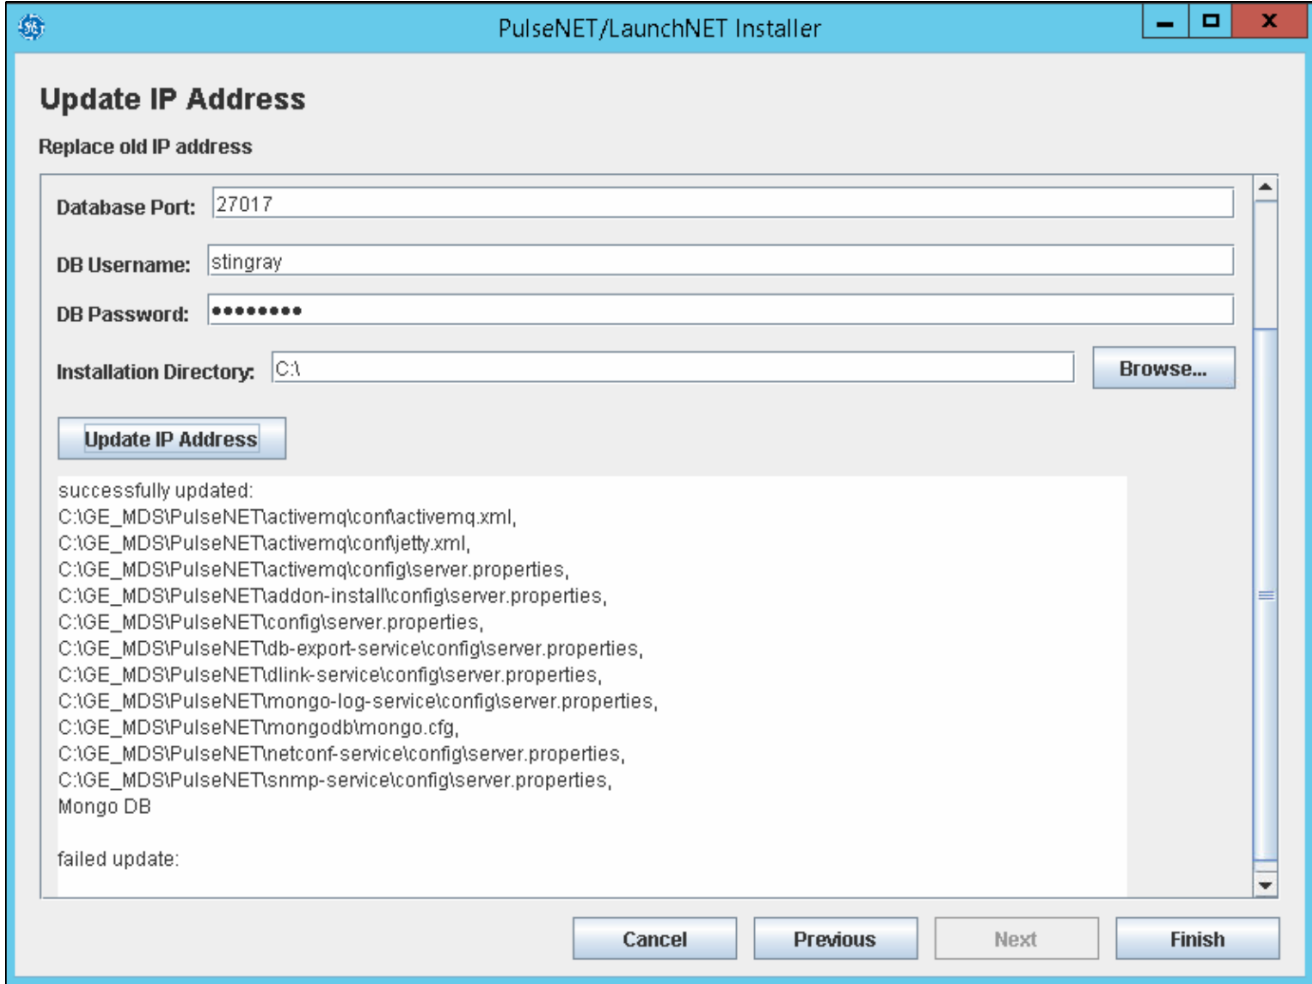 PulseNET/LaunchNET Installer
Update IP Address
Replace old IP address
Database Port: 27017
DB Username: stingray
DB Password: ••••••••
Installation Directory: C:\ Browse...
Update IP Address
successfully updated:
C:\GE_MDS\PulseNET\activemq\conf\activemq.xml,
C:\GE_MDS\PulseNET\activemq\conf\jetty.xml,
C:\GE_MDS\PulseNET\activemq\config\server.properties,
C:\GE_MDS\PulseNET\addon-install\config\server.properties,
C:\GE_MDS\PulseNET\config\server.properties,
C:\GE_MDS\PulseNET\db-export-service\config\server.properties,
C:\GE_MDS\PulseNET\dlink-service\config\server.properties,
C:\GE_MDS\PulseNET\mongo-log-service\config\server.properties,
C:\GE_MDS\PulseNET\mongodb\mongo.cfg,
C:\GE_MDS\PulseNET\netconf-service\config\server.properties,
C:\GE_MDS\PulseNET\snmp-service\config\server.properties,
Mongo DB
failed update:
Cancel Previous Next Finish